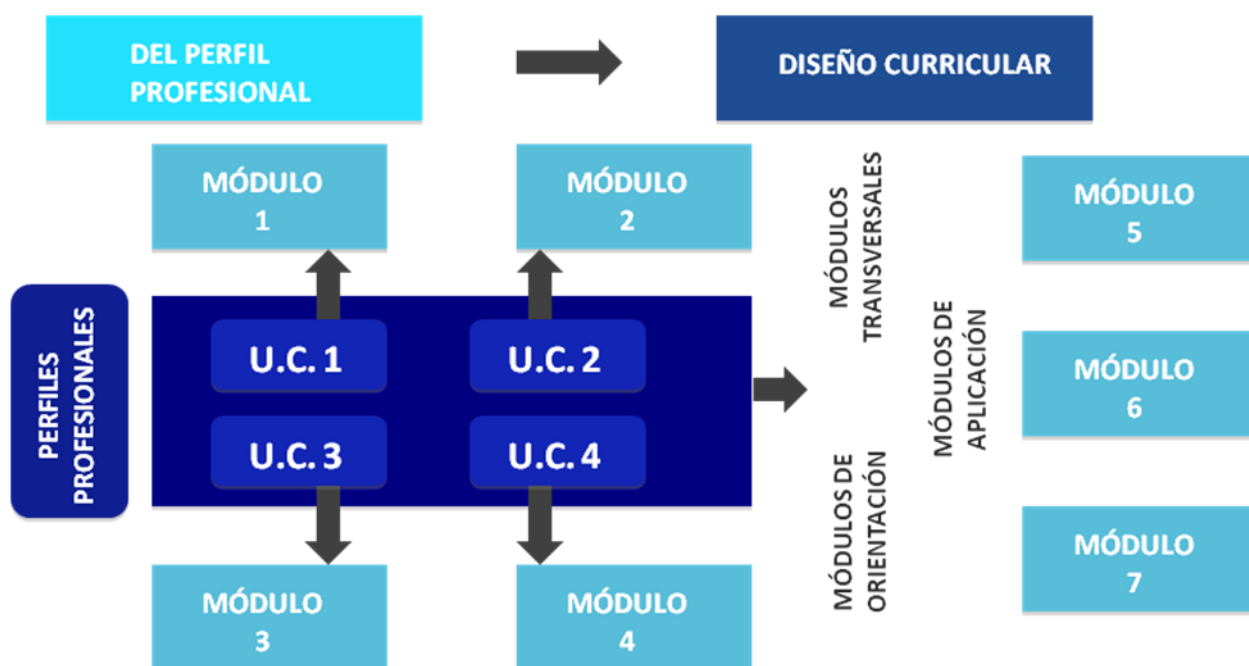 DEL PERFIL
PROFESIONAL
DISEÑO CURRICULAR
MÓDULO
1
MÓDULO
2
MÓDULOS
TRANSVERSALES
MÓDULO
5
PERFILES
PROFESIONALES
U.C. 1
U.C. 2
U.C. 3
U.C. 4
MÓDULOS DE
APLICACIÓN
MÓDULO
6
MÓDULOS DE
ORIENTACIÓN
MÓDULO
3
MÓDULO
4
MÓDULO
7